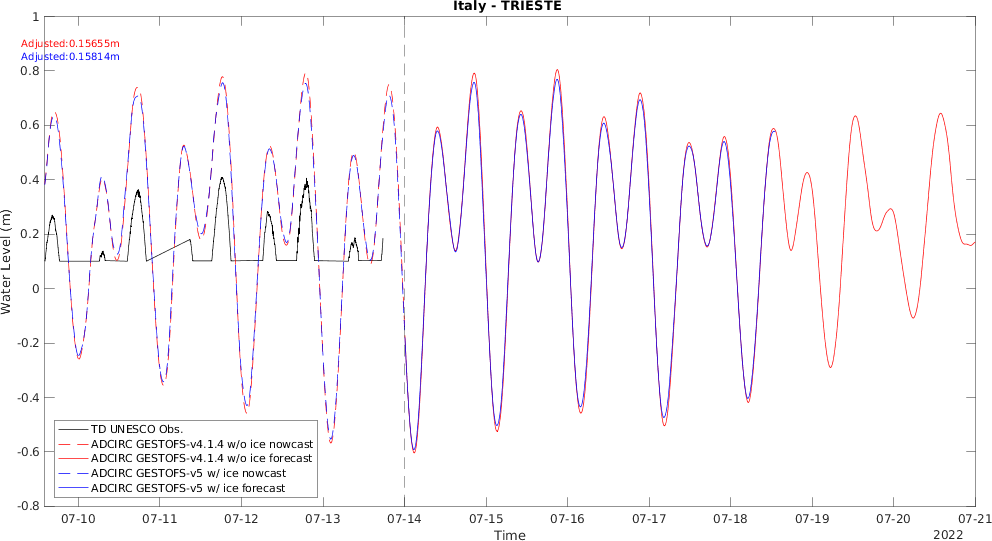 Italy - TRIESTE
Adjusted:0.15655m
Adjusted:0.15814m
Water Level (m)
1
0.8
0.6
0.4
0.2
0
-0.2
-0.4
-0.6
-0.8
TD UNESCO Obs.
ADCIRC GESTOFS-v4.1.4 w/o ice nowcast
ADCIRC GESTOFS-v4.1.4 w/o ice forecast
ADCIRC GESTOFS-v5 w/ ice nowcast
ADCIRC GESTOFS-v5 w/ ice forecast
07-10 07-11 07-12 07-13 07-14 07-15 07-16 07-17 07-18 07-19 07-20 07-21
Time
2022